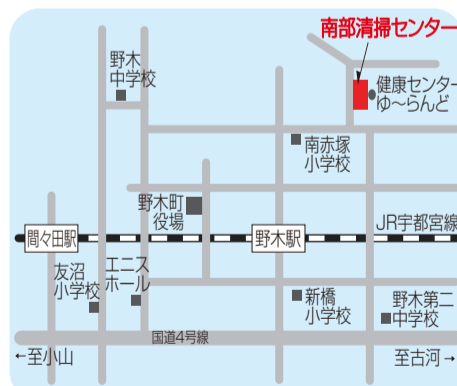 南部清掃センター
野木
中学校
健康センター
ゆ～らんど
南赤塚
小学校
野木町
役場
JR宇都宮線
間々田駅
野木駅
友沼
小学校
エニス
ホール
新橋
小学校
野木第二
中学校
国道4号線
←至小山
至古河→